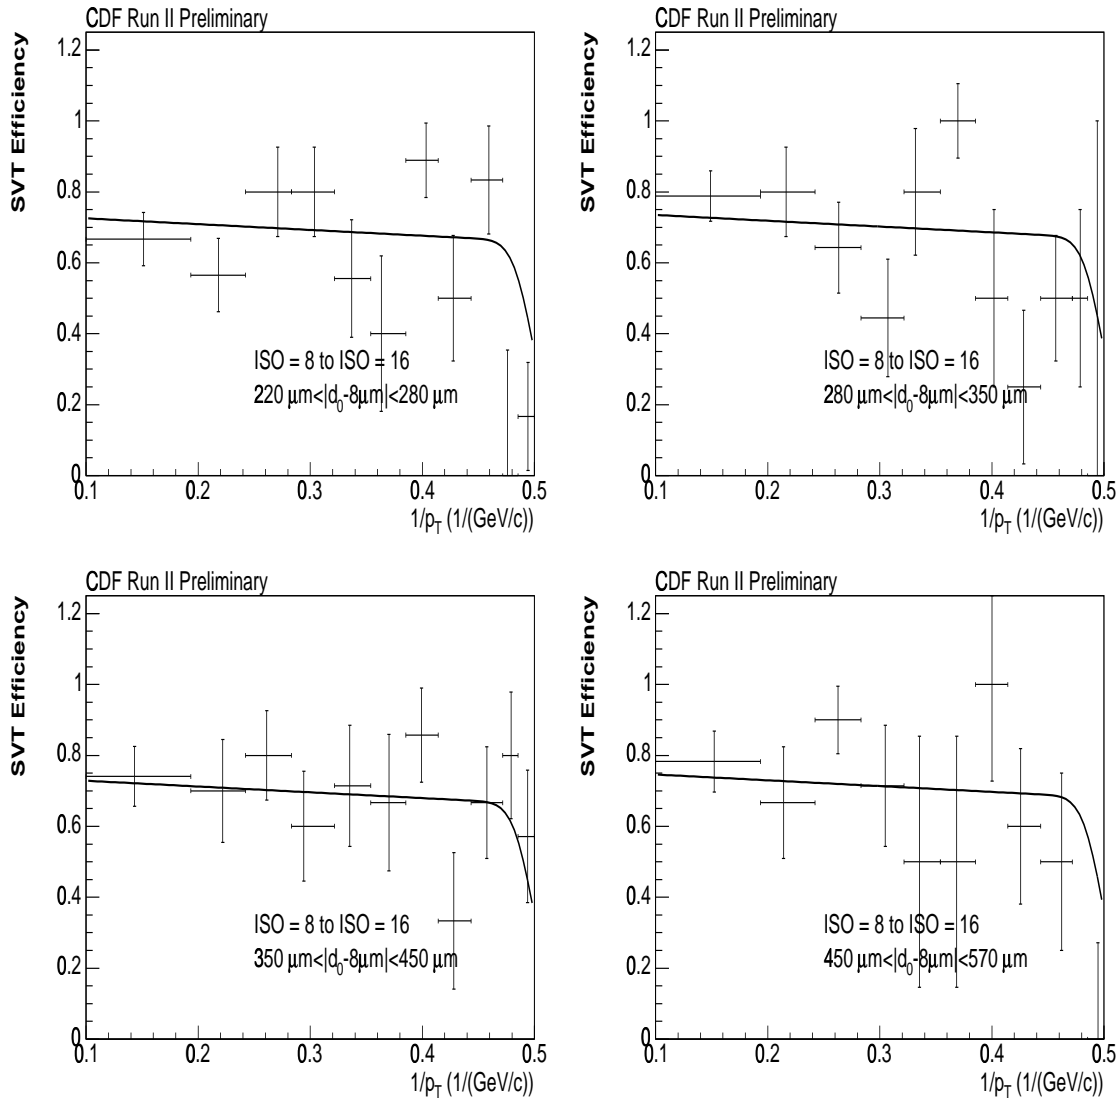 CDF Run II Preliminary
SVT Efficiency
1.2
1
0.8
0.6
0.4
0.2
0
0.1 0.2 0.3 0.4 0.5
1/p_T (1/(GeV/c))
ISO = 8 to ISO = 16
220 μm<|d_0-8μm|<280 μm
CDF Run II Preliminary
SVT Efficiency
1.2
1
0.8
0.6
0.4
0.2
0
0.1 0.2 0.3 0.4 0.5
1/p_T (1/(GeV/c))
ISO = 8 to ISO = 16
280 μm<|d_0-8μm|<350 μm
CDF Run II Preliminary
SVT Efficiency
1.2
1
0.8
0.6
0.4
0.2
0
0.1 0.2 0.3 0.4 0.5
1/p_T (1/(GeV/c))
ISO = 8 to ISO = 16
350 μm<|d_0-8μm|<450 μm
CDF Run II Preliminary
SVT Efficiency
1.2
1
0.8
0.6
0.4
0.2
0
0.1 0.2 0.3 0.4 0.5
1/p_T (1/(GeV/c))
ISO = 8 to ISO = 16
450 μm<|d_0-8μm|<570 μm